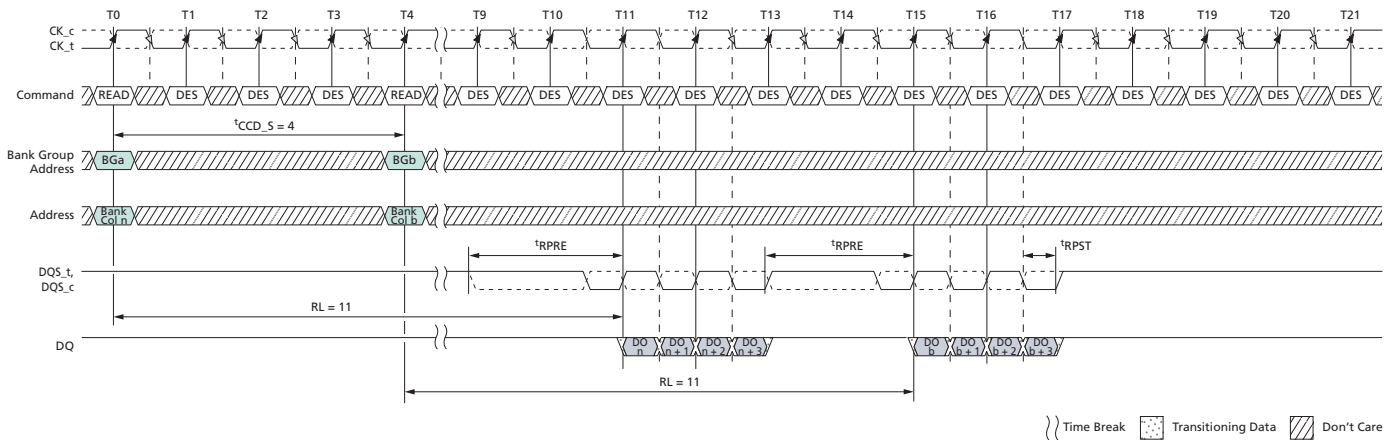 T0 T1 T2 T3 T4 T9 T10 T11 T12 T13 T14 T15 T16 T17 T18 T19 T20 T21
CK_c
CK_t
Command READ DES DES DES READ DES DES DES DES DES DES DES DES DES DES DES DES DES
tCCD_S = 4
Bank Group
Address BGa BGb
Address Bank
Col n Bank
Col b
tRPRE tRPRE tRPST
DQS_t,
DQS_c
RL = 11
DQ DO
n DO
n + 1 DO
n + 2 DO
n + 3 DO
b DO
b + 1 DO
b + 2 DO
b + 3
RL = 11
Time Break Transitioning Data Don't Care